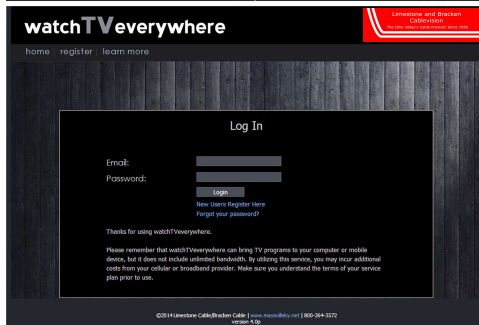 watchTVeverywhere
Limestone and Bracken
Cablevision
The Ohio Valley's Cable Provider Since 1959
home | register | learn more
Log In
Email:
Password:
Login
New Users Register Here
Forgot your password?
Thanks for using watchTVeverywhere.
Please remember that watchTVeverywhere can bring TV programs to your computer or mobile
device, but it does not include unlimited bandwidth. By utilizing this service, you may incur additional
costs from your cellular or broadband provider. Make sure you understand the terms of your service
plan prior to use.
©2014 Limestone Cable/Bracken Cable | www.maysvilleky.net | 800-264-3572
version 4.0p